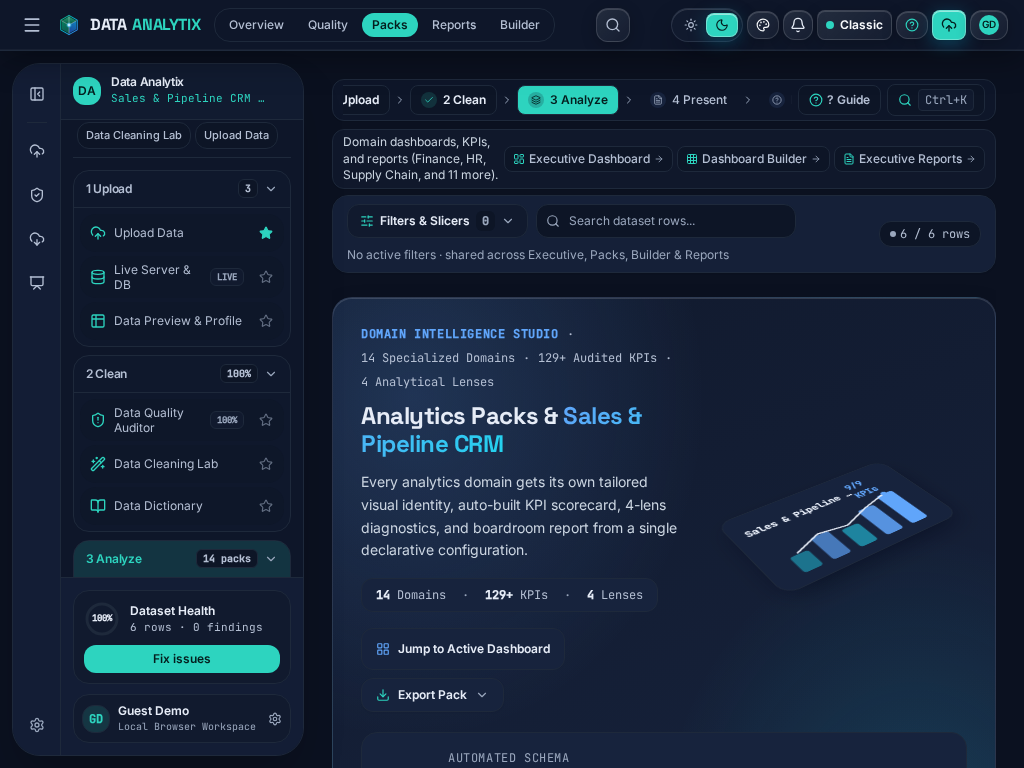 DATA ANALYTIX
Overview Quality Packs Reports Builder
Classic
GD
DA
Data Analytix
Sales & Pipeline CRM …
Data Cleaning Lab Upload Data
1 Upload 3
Upload Data
Live Server & DB LIVE
Data Preview & Profile
2 Clean 100%
Data Quality Auditor 100%
Data Cleaning Lab
Data Dictionary
3 Analyze 14 packs
100%
Dataset Health
6 rows · 0 findings
Fix issues
GD
Guest Demo
Local Browser Workspace
Upload 2 Clean 3 Analyze 4 Present ? Guide Ctrl+K
Domain dashboards, KPIs,
and reports (Finance, HR,
Supply Chain, and 11 more).
Executive Dashboard → Dashboard Builder → Executive Reports →
Filters & Slicers 0
Search dataset rows...
6 / 6 rows
No active filters · shared across Executive, Packs, Builder & Reports
DOMAIN INTELLIGENCE STUDIO ·
14 Specialized Domains · 129+ Audited KPIs ·
4 Analytical Lenses
Analytics Packs & Sales &
Pipeline CRM
Every analytics domain gets its own tailored
visual identity, auto-built KPI scorecard, 4-lens
diagnostics, and boardroom report from a single
declarative configuration.
14 Domains · 129+ KPIs · 4 Lenses
Jump to Active Dashboard
Export Pack
Sales & Pipeline …
9/9
KPIs
AUTOMATED SCHEMA